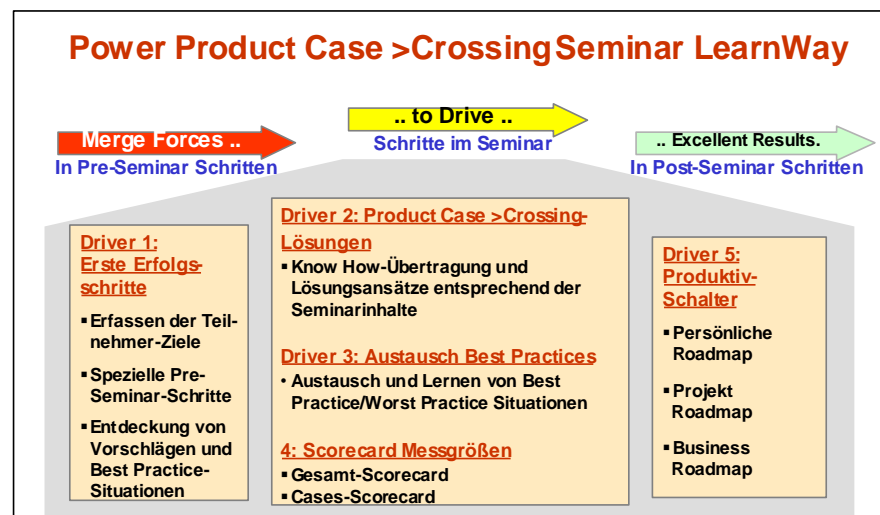 Power Product Case >Crossing Seminar LearnWay
Merge Forces ..
In Pre-Seminar Schritten
.. to Drive ..
Schritte im Seminar
.. Excellent Results.
In Post-Seminar Schritten
Driver 1:
Erste Erfolgs-
schritte
▪ Erfassen der Teil-
nehmer-Ziele
▪ Spezielle Pre-
Seminar-Schritte
▪ Entdeckung von
Vorschlägen und
Best Practice-
Situationen
Driver 2: Product Case >Crossing-
Lösungen
▪ Know How-Übertragung und
Lösungsansätze entsprechend der
Seminarinhalte
Driver 3: Austausch Best Practices
• Austausch und Lernen von Best
Practice/Worst Practice Situationen
4: Scorecard Messgrößen
▪ Gesamt-Scorecard
▪ Cases-Scorecard
Driver 5:
Produktiv-
Schalter
▪ Persönliche
Roadmap
▪ Projekt
Roadmap
▪ Business
Roadmap